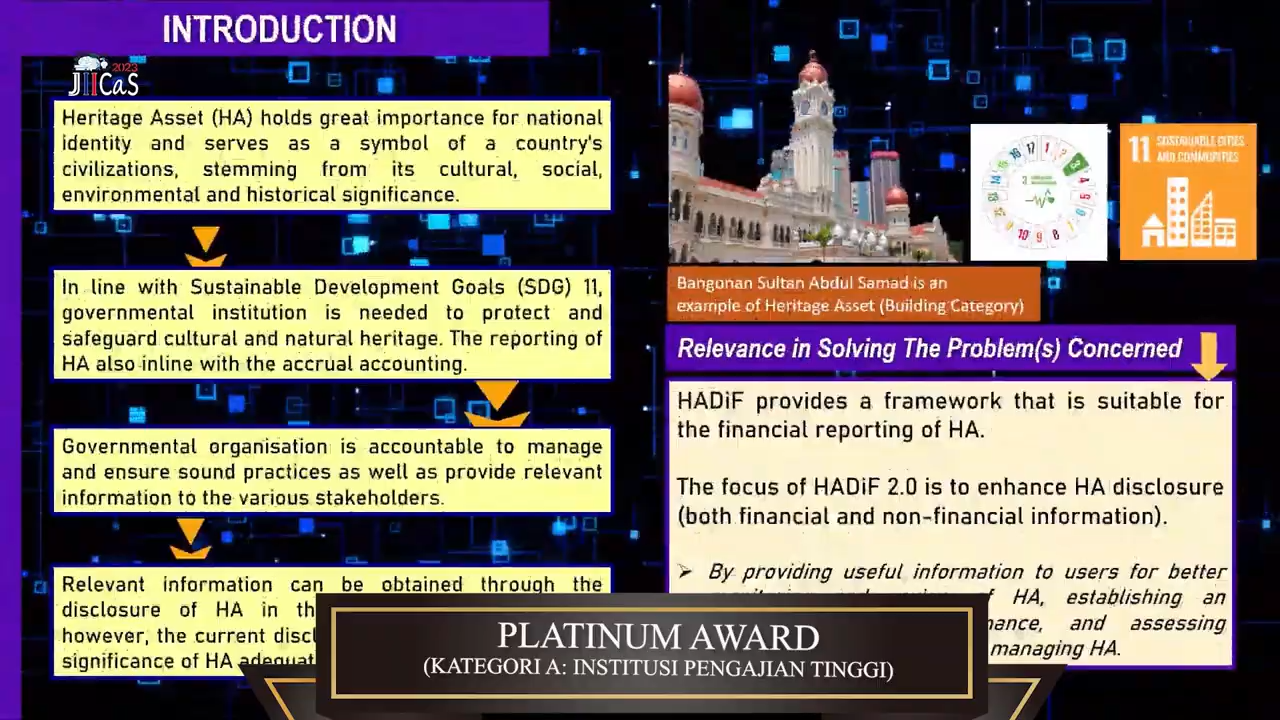 INTRODUCTION
2023
JIICaS
Heritage Asset (HA) holds great importance for national
identity and serves as a symbol of a country's
civilizations, stemming from its cultural, social,
environmental and historical significance.
In line with Sustainable Development Goals (SDG) 11,
governmental institution is needed to protect and
safeguard cultural and natural heritage. The reporting of
HA also inline with the accrual accounting.
Governmental organisation is accountable to manage
and ensure sound practices as well as provide relevant
information to the various stakeholders.
Relevant information can be obtained through the
disclosure of HA in
however, the current
significance of HA
11 SUSTAINABLE CITIES
AND COMMUNITIES
Bangunan Sultan Abdul Samad is an
example of Heritage Asset (Building Category)
Relevance in Solving The Problem(s) Concerned
HADiF provides a framework that is suitable for
the financial reporting of HA.
The focus of HADiF 2.0 is to enhance HA disclosure
(both financial and non-financial information).
➤ By providing useful information to users for better
HA, establishing an
and assessing
managing HA.
PLATINUM AWARD
(KATEGORI A: INSTITUSI PENGAJIAN TINGGI)